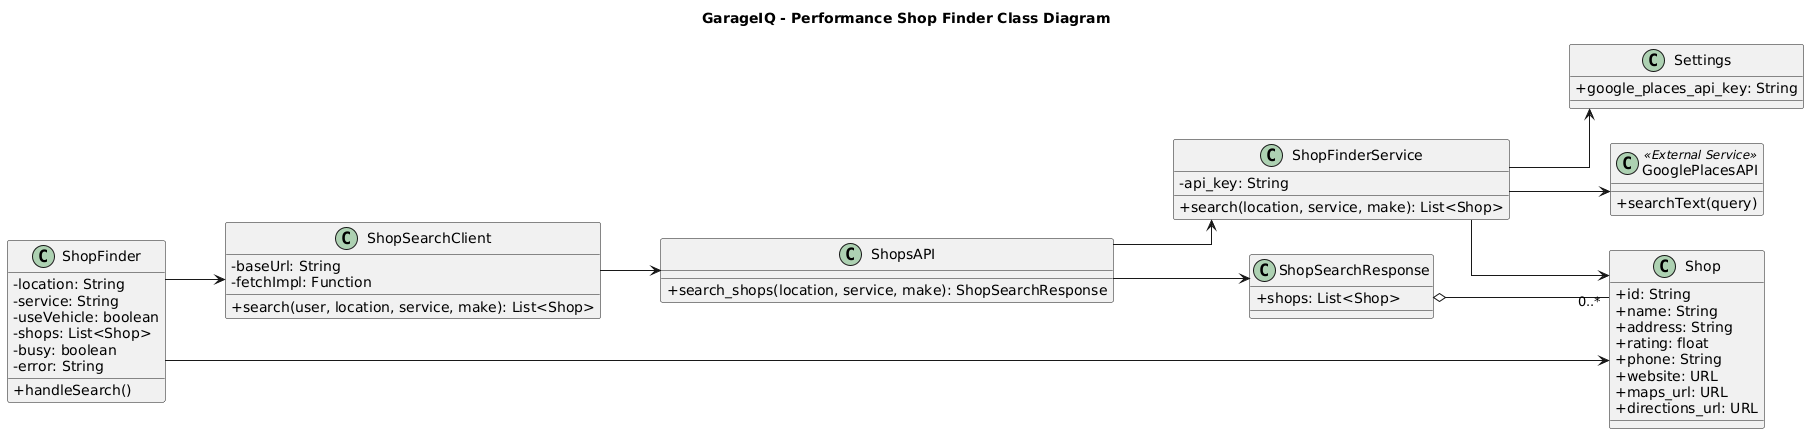 GarageIQ - Performance Shop Finder Class Diagram
C ShopFinder
-location: String
-service: String
-useVehicle: boolean
-shops: List<Shop>
-busy: boolean
-error: String
+handleSearch()
C ShopSearchClient
-baseUrl: String
-fetchImpl: Function
+search(user, location, service, make): List<Shop>
C ShopsAPI
+search_shops(location, service, make): ShopSearchResponse
C ShopFinderService
-api_key: String
+search(location, service, make): List<Shop>
C ShopSearchResponse
+shops: List<Shop>
0..*
C Settings
+google_places_api_key: String
C «External Service»
GooglePlacesAPI
+searchText(query)
C Shop
+id: String
+name: String
+address: String
+rating: float
+phone: String
+website: URL
+maps_url: URL
+directions_url: URL